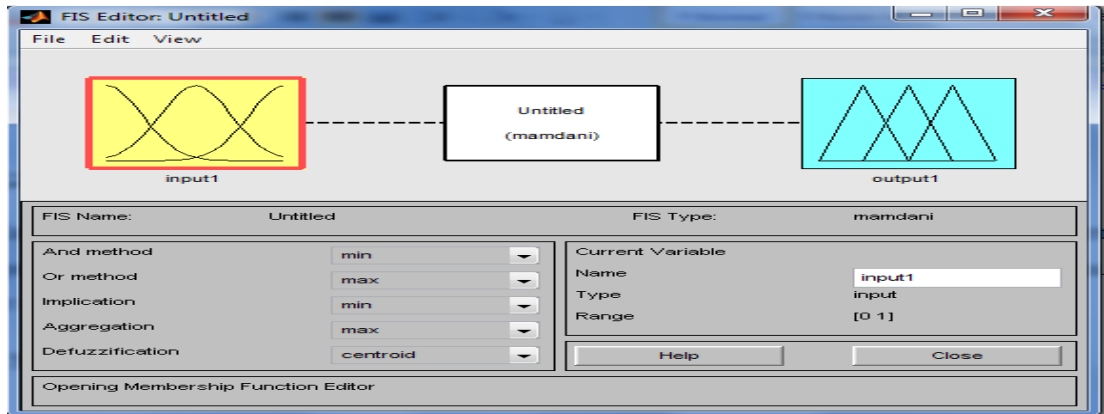 FIS Editor: Untitled
File Edit View
Untitled
(mamdani)
input1
output1
FIS Name: Untitled FIS Type: mamdani
And method min
Or method max
Implication min
Aggregation max
Defuzzification centroid
Current Variable
Name input1
Type input
Range [0 1]
Help Close
Opening Membership Function Editor